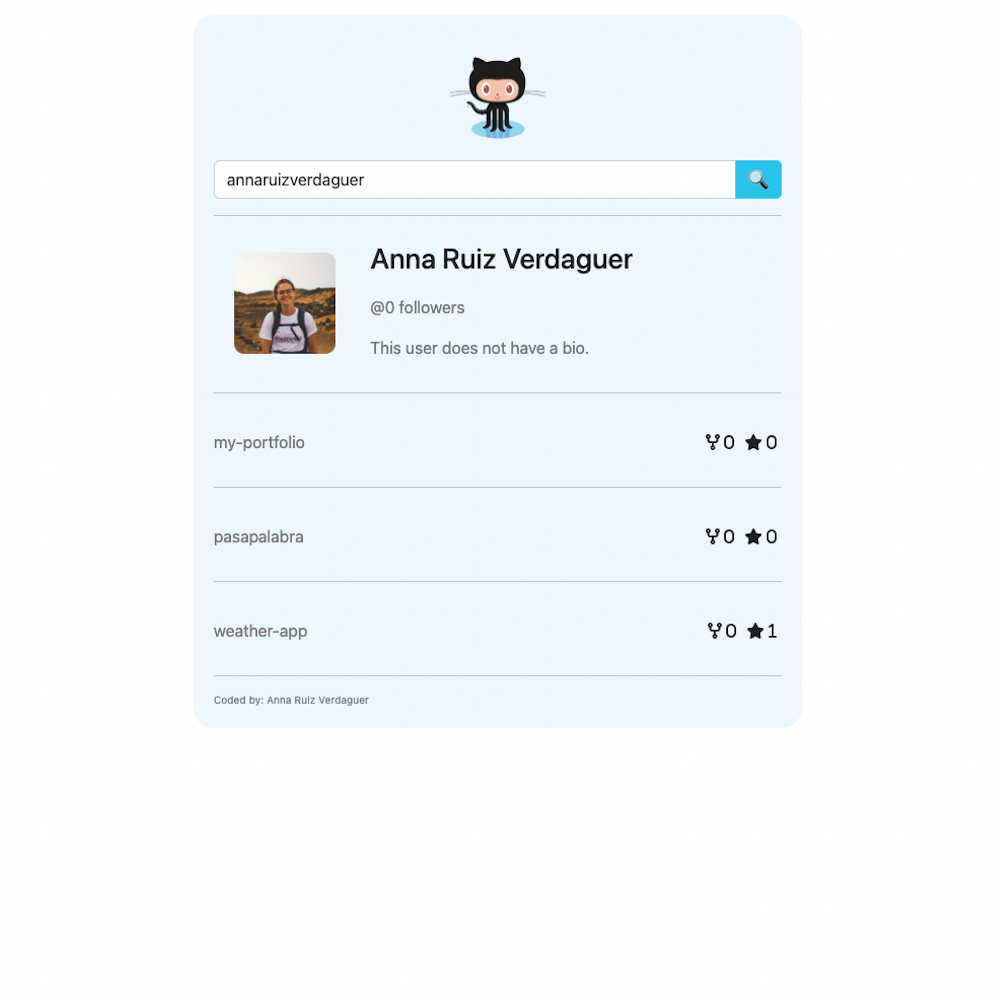 annaruizverdaguer
Anna Ruiz Verdaguer
@0 followers
This user does not have a bio.
my-portfolio 0 0
pasapalabra 0 0
weather-app 0 1
Coded by: Anna Ruiz Verdaguer